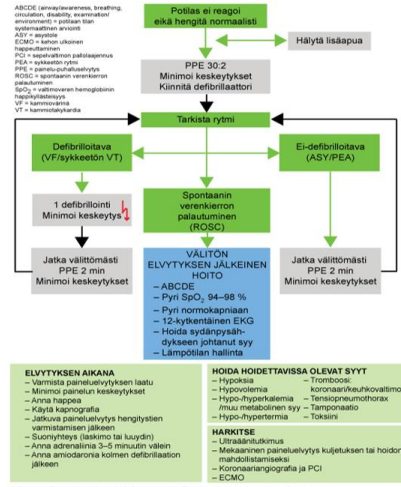 ABCDE (airway/awareness, breathing,
circulation, disability, examination/
environment) = potilaan tilan
systemaattinen arviointi
ASY = asystole
ECMO = kehon ulkoinen
happeuttaminen
PCI = sepelvaltimon pallolaajennus
PEA = sykkeetön rytmi
PPE = painelu-puhalluselvytys
ROSC = spontaanin verenkierron
palautuminen
SpO2 = valtimoveren hemoglobiinin
happikyllästeisyys
VF = kammiovärinä
VT = kammiotakykardia
Potilas ei reagoi
eikä hengitä normaalisti
Hälytä lisäapua
PPE 30:2
Minimoi keskeytykset
Kiinnitä defibrillaattori
Tarkista rytmi
Defibrilloitava
(VF/sykkeetön VT)
Ei-defibrilloitava
(ASY/PEA)
1 defibrillointi
Minimoi keskeytys
Spontaanin
verenkierron
palautuminen
(ROSC)
Jatka välittömästi
PPE 2 min
Minimoi keskeytykset
VÄLITÖN
ELVYTYKSEN JÄLKEINEN
HOITO
– ABCDE
– Pyri SpO2 94–98 %
– Pyri normokapniaan
– 12-kytkentäinen EKG
– Hoida sydänpysäh-
dykseen johtanut syy
– Lämpötilan hallinta
Jatka välittömästi
PPE 2 min
Minimoi keskeytykset
ELVYTYKSEN AIKANA
– Varmista paineluelvytyksen laatu
– Minimoi painelun keskeytykset
– Anna happea
– Käytä kapnografia
– Jatkuva paineluelvytys hengitystien
varmistamisen jälkeen
– Suoniyhteys (laskimo tai luuydin)
– Anna adrenaliinia 3–5 minuutin välein
– Anna amiodaronia kolmen defibrillaation
jälkeen
HOIDA HOIDETTAVISSA OLEVAT SYYT
– Hypoksia
– Hypovolemia
– Hypo-/hyperkalemia
/muu metabolinen syy
– Hypo-/hypertermia
– Tromboosi:
koronaari/keuhkovaltimo
– Tensiopneumothorax
– Tamponaatio
– Toksiini
HARKITSE
– Ultraäänitutkimus
– Mekaaninen paineluelvytys kuljetuksen tai hoidon
mahdollistamiseksi
– Koronaariangiografia ja PCI
– ECMO